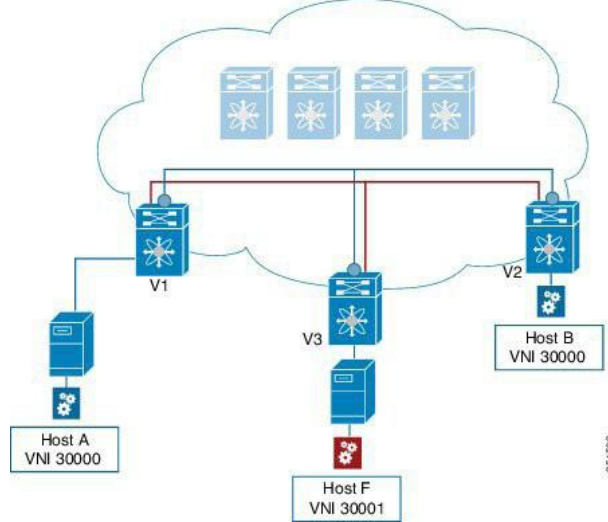 V1
V2
V3
Host B
VNI 30000
Host A
VNI 30000
Host F
VNI 30001